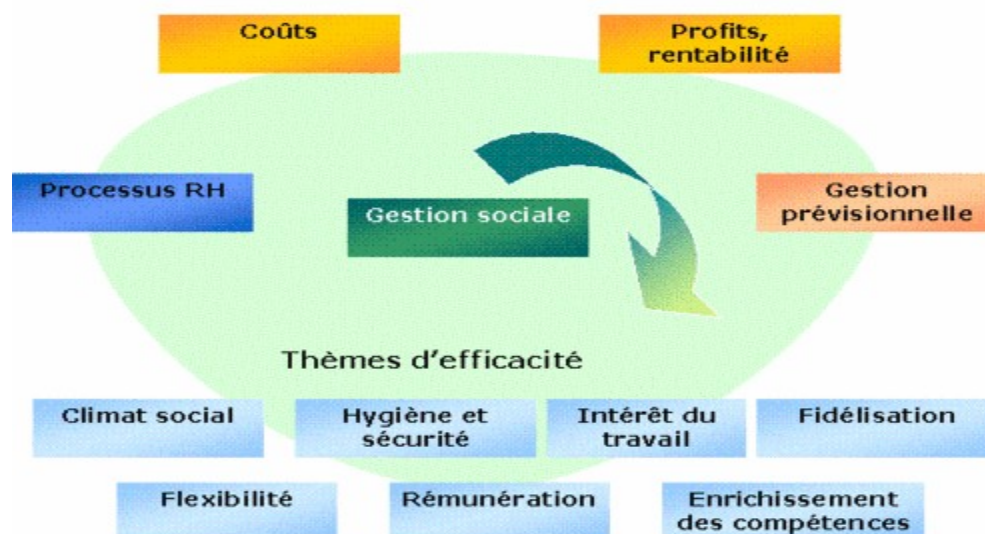 Coûts
Profits,
rentabilité
Processus RH
Gestion sociale
Gestion
prévisionnelle
Thèmes d'efficacité
Climat social
Hygiène et
sécurité
Intérêt du
travail
Fidélisation
Flexibilité
Rémunération
Enrichissement
des compétences